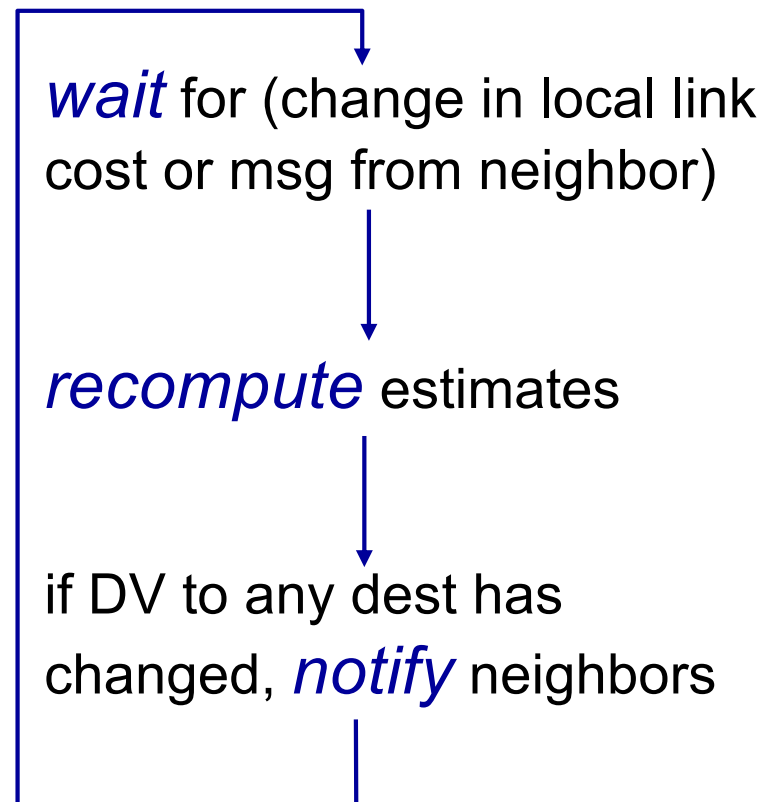 wait for (change in local link
cost or msg from neighbor)
recompute estimates
if DV to any dest has
changed, notify neighbors